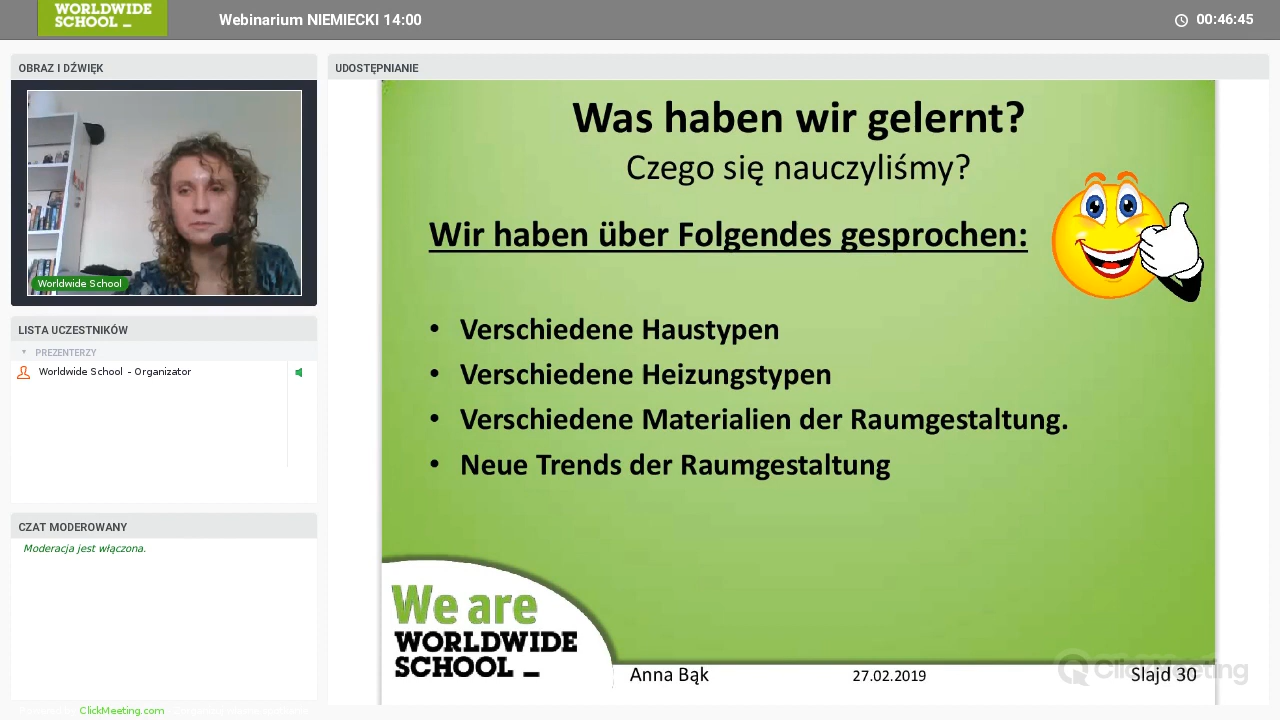 WORLDWIDE
SCHOOL _
Webinarium NIEMIECKI 14:00
00:46:45
OBRAZ I DŹWIĘK
Worldwide School
LISTA UCZESTNIKÓW
PREZENTERZY
Worldwide School - Organizator
CZAT MODEROWANY
Moderacja jest włączona.
ClickMeeting.com
UDOSTĘPNIANIE
Was haben wir gelernt?
Czego się nauczyliśmy?
Wir haben über Folgendes gesprochen:
• Verschiedene Haustypen
• Verschiedene Heizungstypen
• Verschiedene Materialien der Raumgestaltung.
• Neue Trends der Raumgestaltung
We are
WORLDWIDE
SCHOOL _
Anna Bąk
27.02.2019
Slajd 30
ClickMeeting